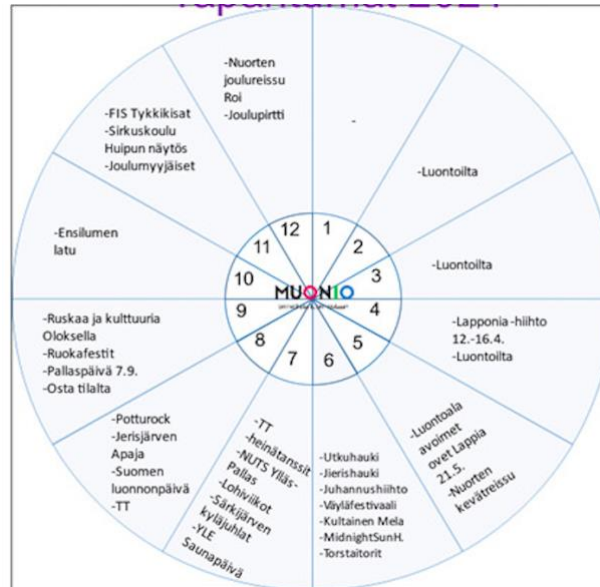 -
-Luontoilta
-Luontoilta
-Lapponia-hiihto
12.-16.4.
-Luontoilta
-Luontoala
avoimet
ovet Lappia
21.5.
-Nuorten
kevätreissu
-Utkuhauki
-Jierishauki
-Juhannushiihto
-Väyläfestivaali
-Kultainen Mela
-MidnightSunH.
-Torstaitorit
-TT
-heinätanssit
-NUTS Ylläs-
Pallas
-Lohiviikot
-Särkijärven
kyläjuhlat
-YLE
Saunapäivä
-Potturock
-Jerisjärven
Apaja
-Suomen
luonnonpäivä
-TT
-Ruskaa ja kulttuuria
Oloksella
-Ruokafestit
-Pallaspäivä 7.9.
-Osta tilalta
-Ensilumen
latu
-FIS Tykkikisat
-Sirkuskoulu
Huipun näytös
-Joulumyyjäiset
-Nuorten
joulureissu
Roi
-Joulupirtti
1
2
3
4
5
6
7
8
9
10
11
12
MUON10